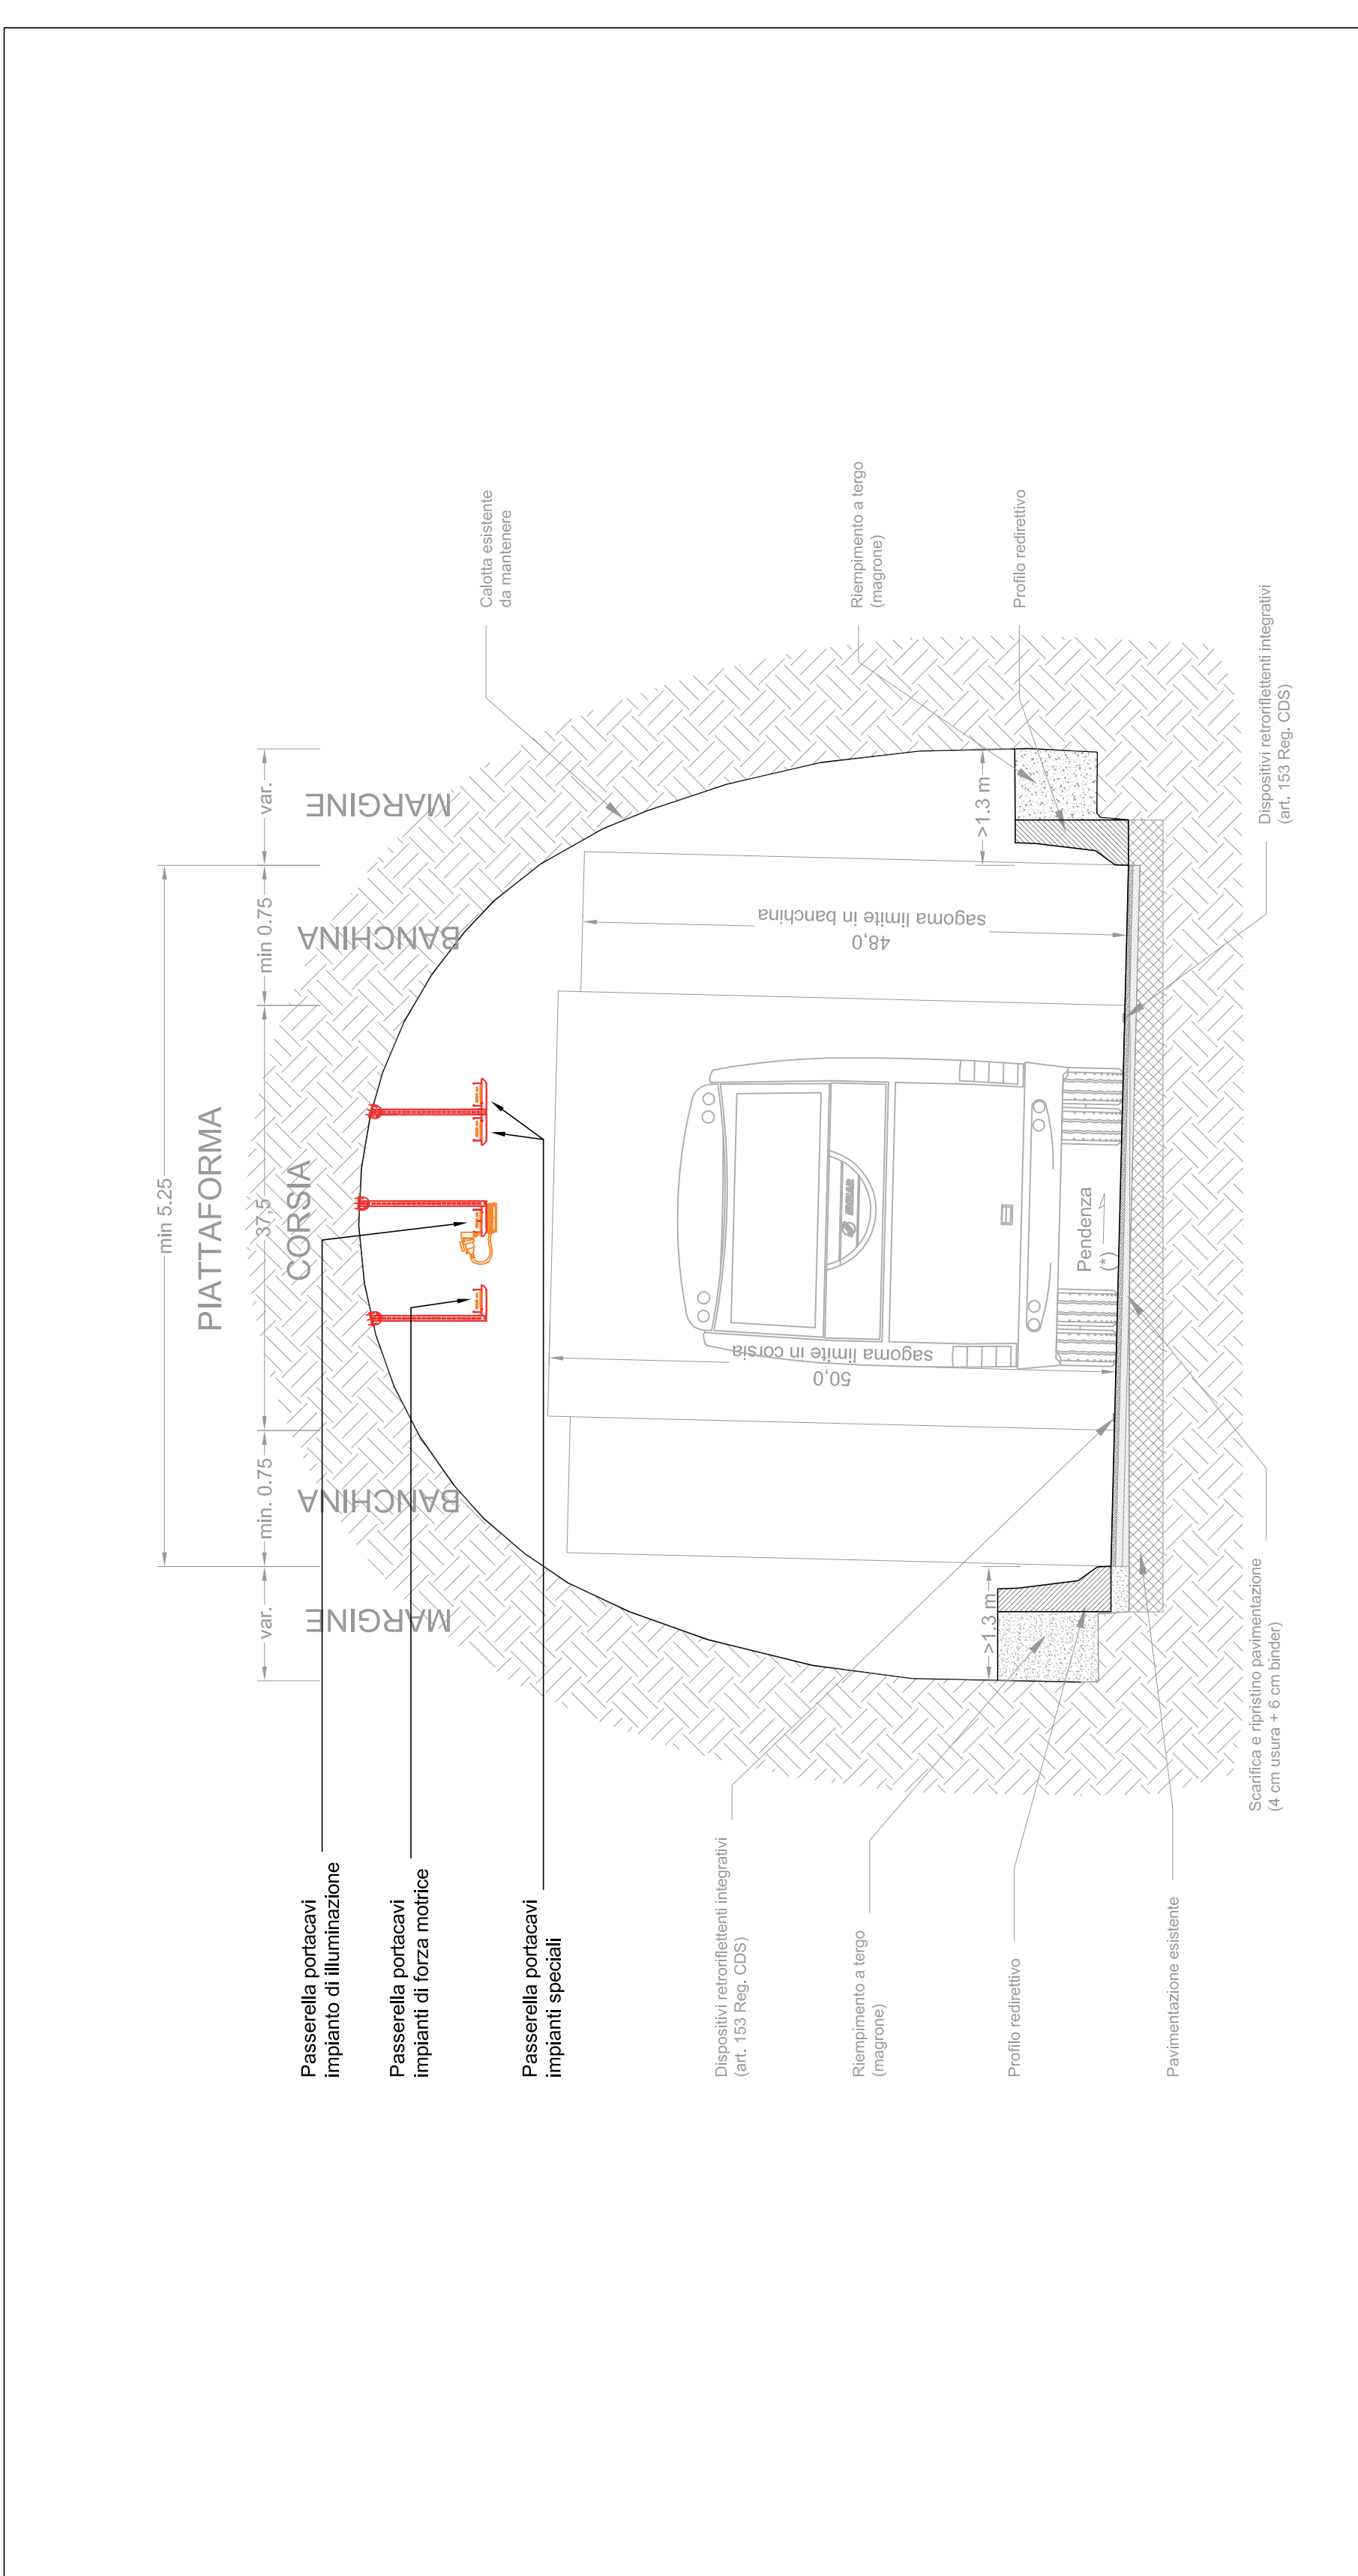 min 5.25
PIATTAFORMA
var.
min. 0.75
37,5
min 0.75
var.
MARGINE
BANCHINA
CORSIA
BANCHINA
MARGINE
Passerella portacavi
impianto di illuminazione
Passerella portacavi
impianti di forza motrice
Passerella portacavi
impianti speciali
Calotta esistente
da mantenere
Riempimento a tergo
(magrone)
Profilo redirettivo
Dispositivi retroriflettenti integrativi
(art. 153 Reg. CDS)
sagoma limite in corsia
50,0
sagoma limite in banchina
48,0
>1.3 m
>1.3 m
Pendenza
(*)
Dispositivi retroriflettenti integrativi
(art. 153 Reg. CDS)
Riempimento a tergo
(magrone)
Profilo redirettivo
Pavimentazione esistente
Scarifica e ripristino pavimentazione
(4 cm usura + 6 cm binder)